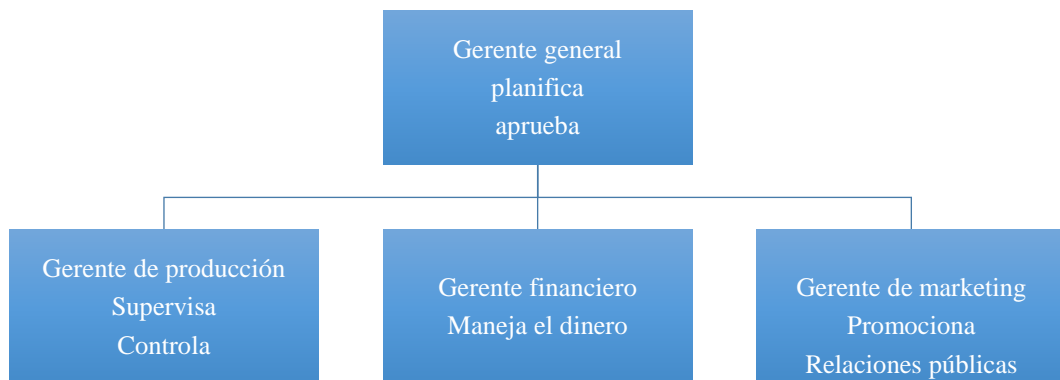 Gerente general
planifica
aprueba
Gerente de producción
Supervisa
Controla
Gerente financiero
Maneja el dinero
Gerente de marketing
Promociona
Relaciones públicas